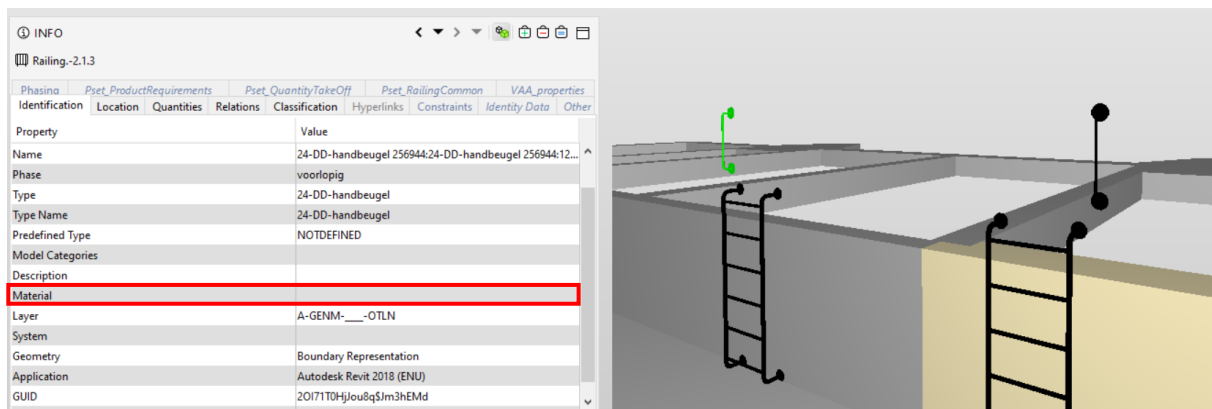 INFO
Railing.-2.1.3
Phasing Pset_ProductRequirements Pset_QuantityTakeOff Pset_RailingCommon VAA_properties
Identification Location Quantities Relations Classification Hyperlinks Constraints Identity Data Other
Property Value
Name 24-DD-handbeugel 256944:24-DD-handbeugel 256944:12...
Phase voorlopig
Type 24-DD-handbeugel
Type Name 24-DD-handbeugel
Predefined Type NOTDEFINED
Model Categories
Description
Material
Layer A-GENM-___-OTLN
System
Geometry Boundary Representation
Application Autodesk Revit 2018 (ENU)
GUID 2OI71T0HjJou8q$Jm3hEMd